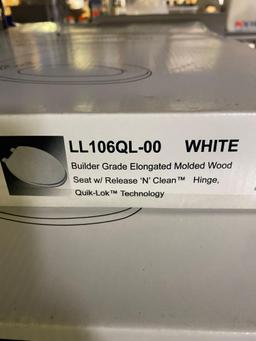 LL106QL-00 WHITE
Builder Grade Elongated Molded Wood
Seat w/ Release 'N' Clean™ Hinge,
Quik-Lok™ Technology